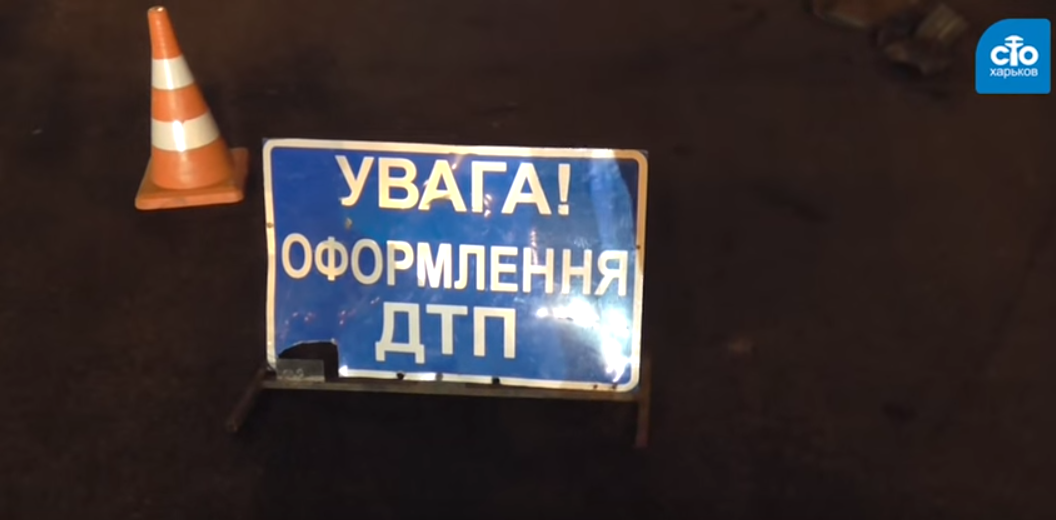 сто
харьков
УВАГА!
ОФОРМЛЕННЯ
ДТП